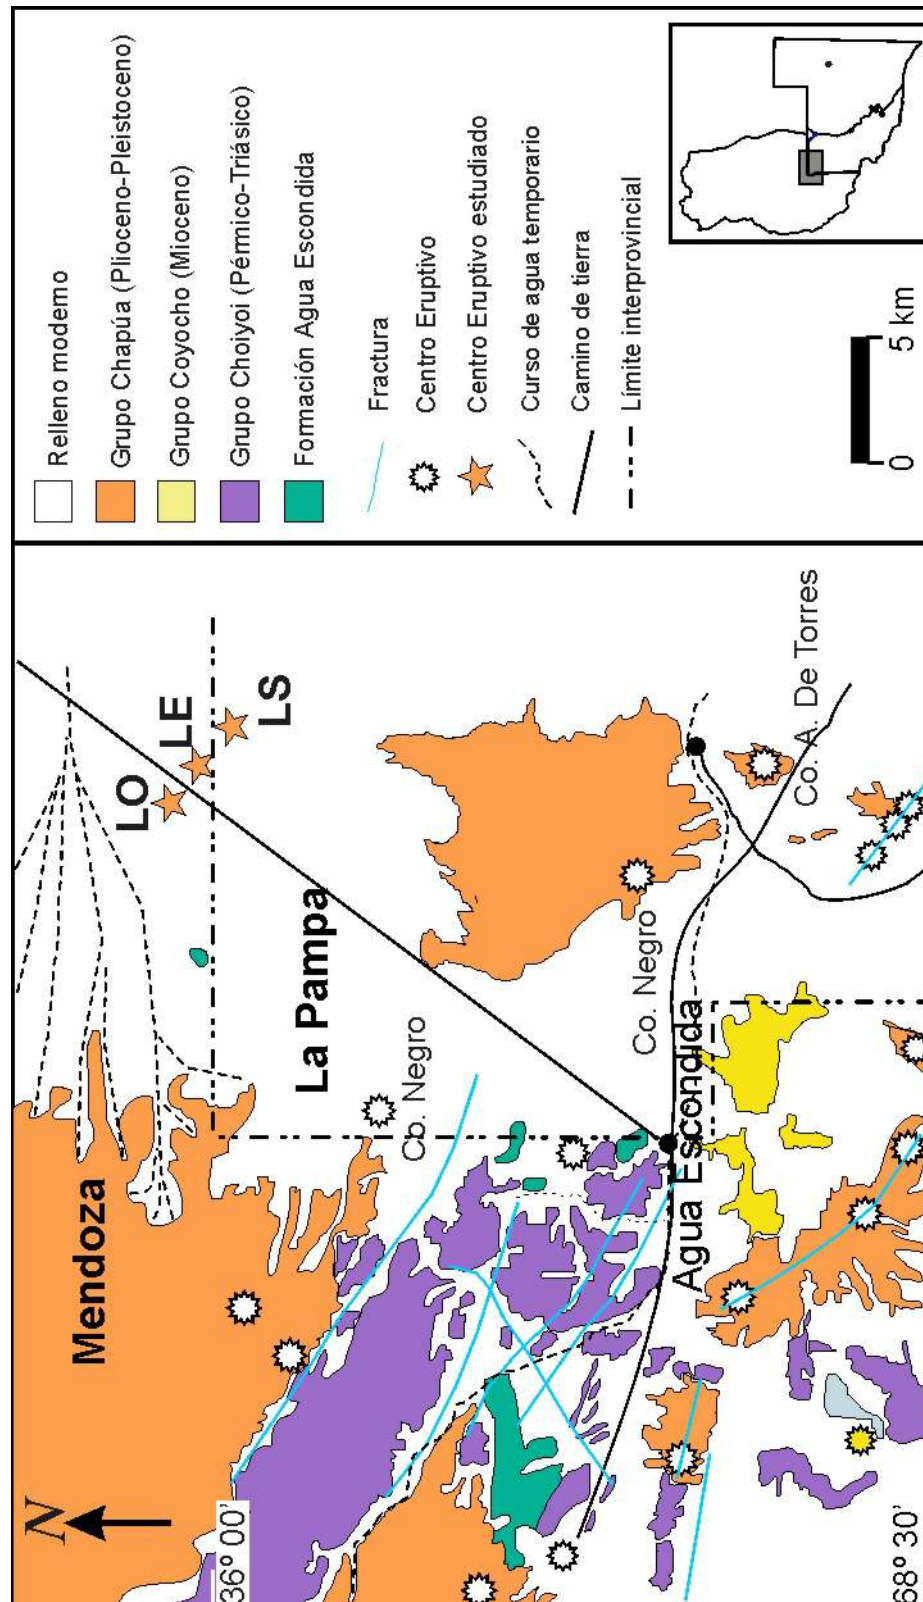 N
Mendoza
36° 00'
LO
LE
LS
La Pampa
Co. Negro
Co. Negro
Agua Escondida
Co. A. De Torres
68° 30'
Relleno moderno
Grupo Chapúa (Plioceno-Pleistoceno)
Grupo Coyocho (Mioceno)
Grupo Choiyoi (Pérmico-Triásico)
Formación Agua Escondida
Fractura
Centro Eruptivo
Centro Eruptivo estudiado
Curso de agua temporario
Camino de tierra
Límite interprovincial
0 5 km